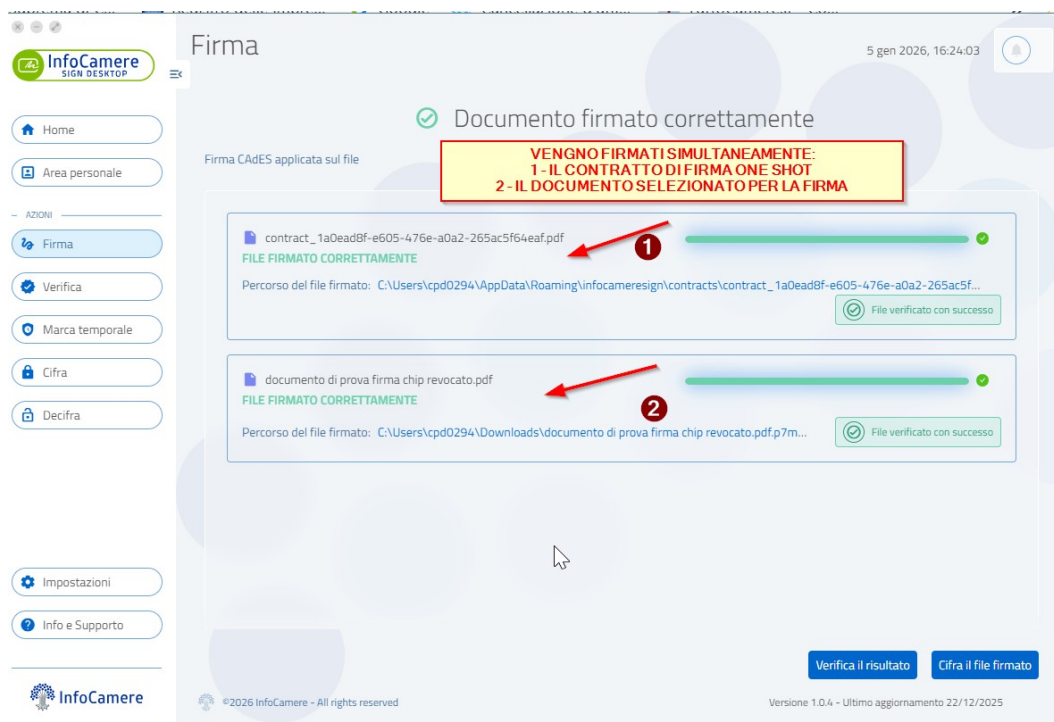 InfoCamere
SIGN DESKTOP
Firma
5 gen 2026, 16:24:03
Home
Area personale
AZIONI
Firma
Verifica
Marca temporale
Cifra
Decifra
Impostazioni
Info e Supporto
InfoCamere
Documento firmato correttamente
Firma CAdES applicata sul file
VENGNO FIRMATI SIMULTANEAMENTE:
1 - IL CONTRATTO DI FIRMA ONE SHOT
2 - IL DOCUMENTO SELEZIONATO PER LA FIRMA
contract_1a0ead8f-e605-476e-a0a2-265ac5f64eaf.pdf
1
FILE FIRMATO CORRETTAMENTE
Percorso del file firmato: C:\Users\cpd0294\AppData\Roaming\infocameresign\contracts\contract_1a0ead8f-e605-476e-a0a2-265ac5f...
File verificato con successo
documento di prova firma chip revocato.pdf
FILE FIRMATO CORRETTAMENTE
2
Percorso del file firmato: C:\Users\cpd0294\Downloads\documento di prova firma chip revocato.pdf.p7m...
File verificato con successo
Verifica il risultato
Cifra il file firmato
©2026 InfoCamere - All rights reserved
Versione 1.0.4 - Ultimo aggiornamento 22/12/2025